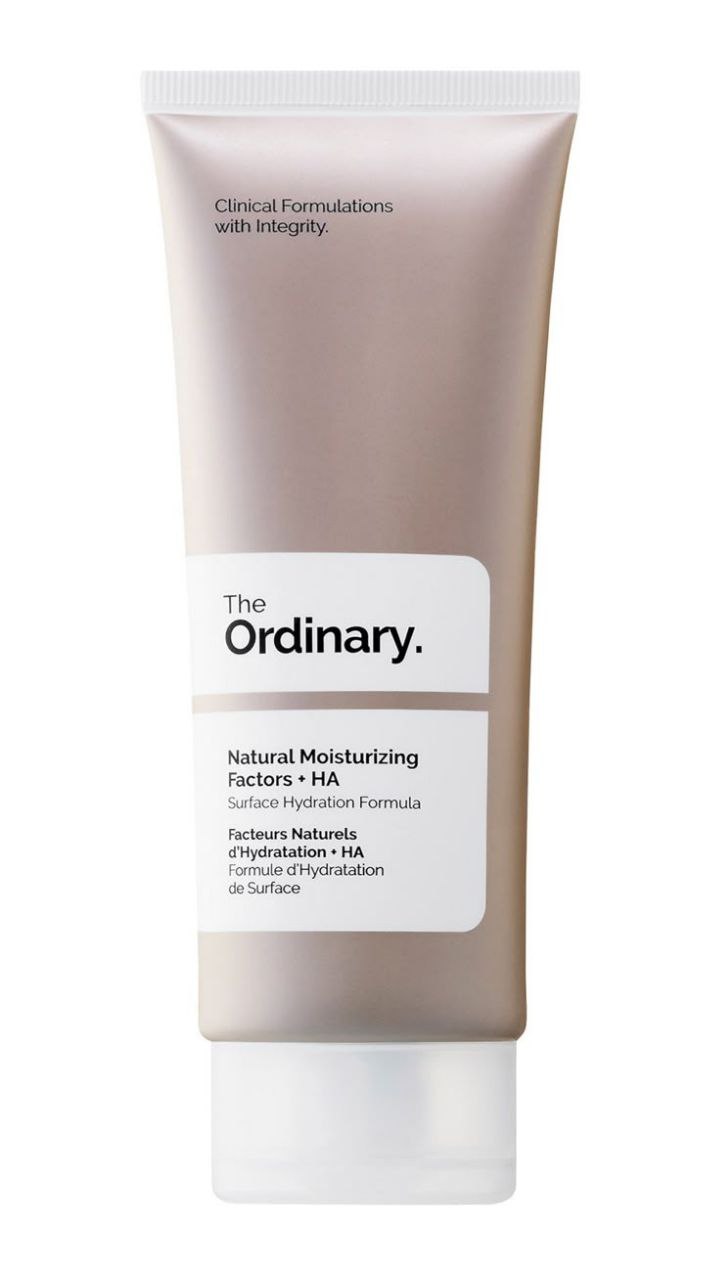 Clinical Formulations
with Integrity.
The
Ordinary.
Natural Moisturizing
Factors + HA
Surface Hydration Formula
Facteurs Naturels
d'Hydratation + HA
Formule d'Hydratation
de Surface